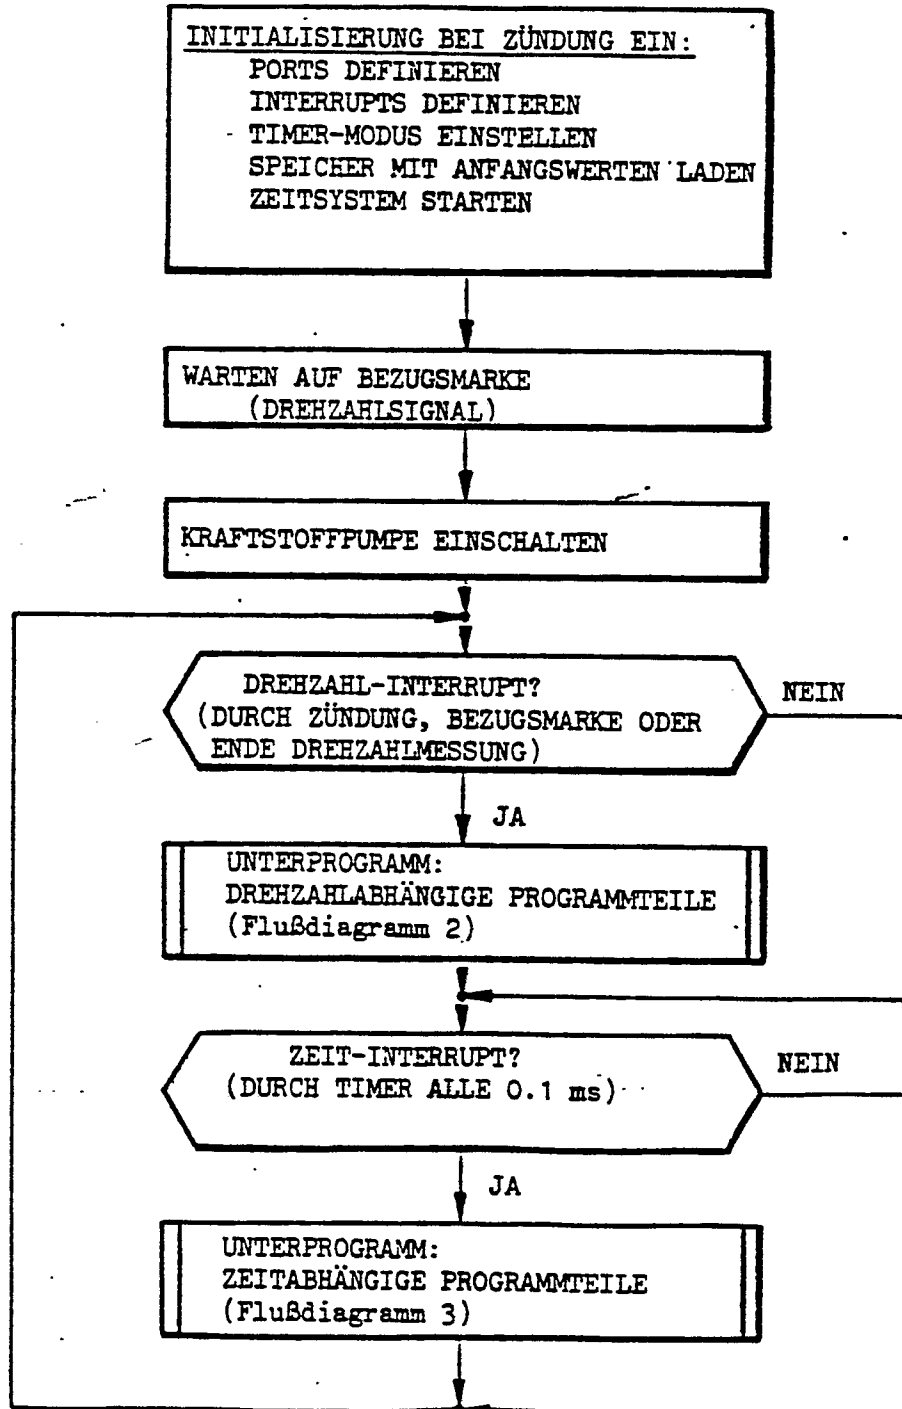 INITIALISIERUNG BEI ZÜNDUNG EIN:
PORTS DEFINIEREN
INTERRUPTS DEFINIEREN
TIMER-MODUS EINSTELLEN
SPEICHER MIT ANFANGSWERTEN LADEN
ZEITSYSTEM STARTEN
WARTEN AUF BEZUGSMARKE
(DREHZAHLSIGNAL)
KRAFTSTOFFPUMPE EINSCHALTEN
DREHZAHL-INTERRUPT?
(DURCH ZÜNDUNG, BEZUGSMARKE ODER
ENDE DREHZAHLMESSUNG)
NEIN
JA
UNTERPROGRAMM:
DREHZAHLABHÄNGIGE PROGRAMMTEILE
(Flußdiagramm 2)
ZEIT-INTERRUPT?
(DURCH TIMER ALLE 0.1 ms)
NEIN
JA
UNTERPROGRAMM:
ZEITABHÄNGIGE PROGRAMMTEILE
(Flußdiagramm 3)